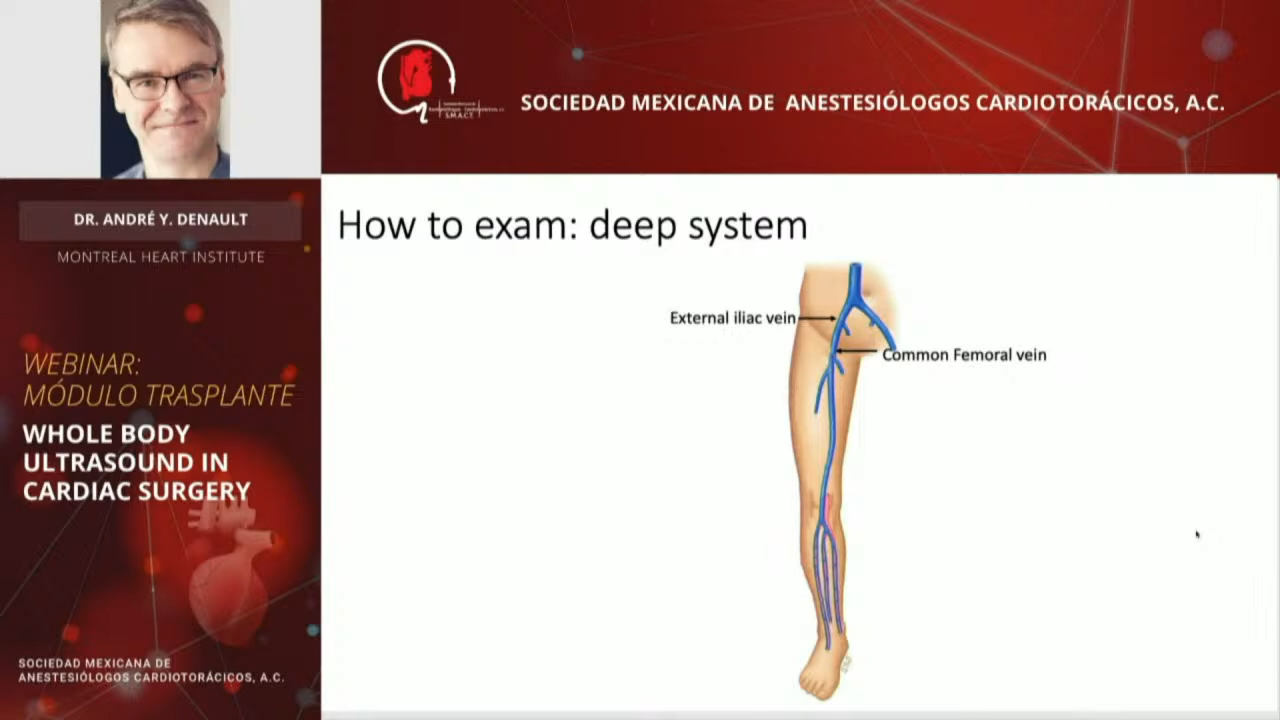 SOCIEDAD MEXICANA DE ANESTESIÓLOGOS CARDIOTORÁCICOS, A.C.
S.M.A.C.T.
DR. ANDRÉ Y. DENAULT
MONTREAL HEART INSTITUTE
WEBINAR:
MÓDULO TRASPLANTE
WHOLE BODY
ULTRASOUND IN
CARDIAC SURGERY
SOCIEDAD MEXICANA DE
ANESTESIÓLOGOS CARDIOTORÁCICOS, A.C.
How to exam: deep system
External iliac vein
Common Femoral vein